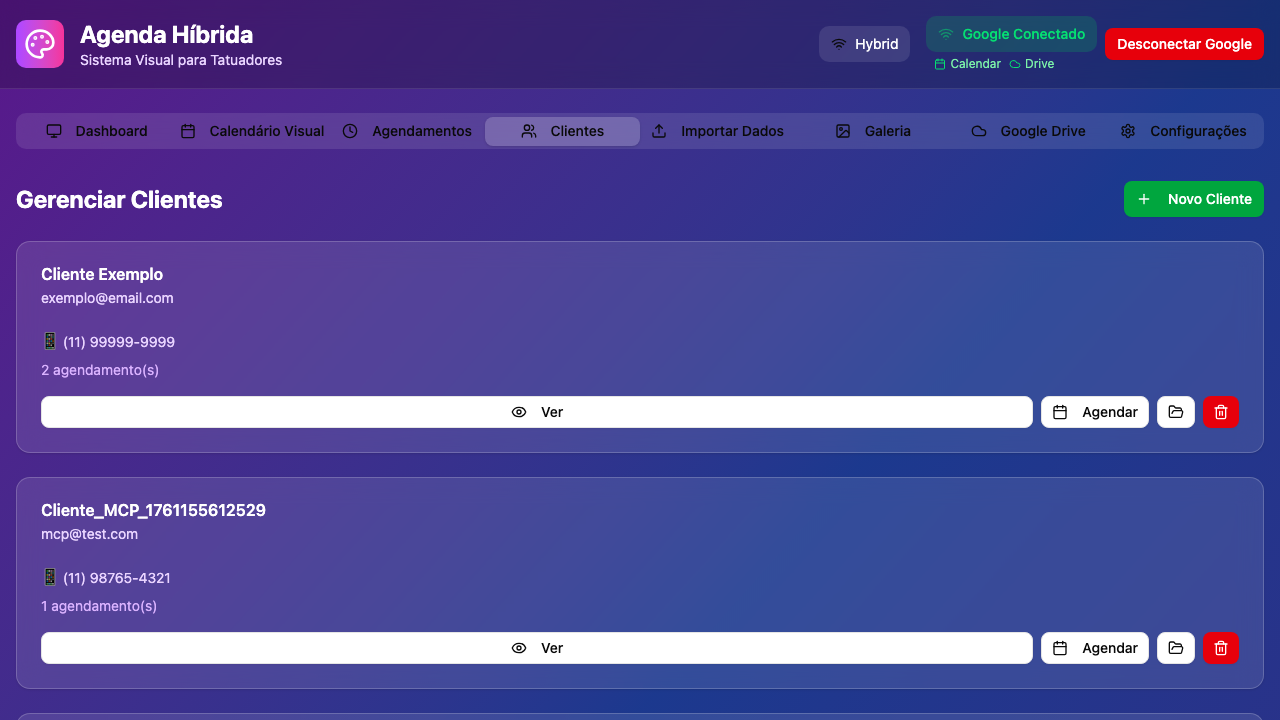 Agenda Híbrida
Sistema Visual para Tatuadores
Hybrid
Google Conectado
Calendar Drive
Desconectar Google
Dashboard Calendário Visual Agendamentos Clientes Importar Dados Galeria Google Drive Configurações
Gerenciar Clientes
Novo Cliente
Cliente Exemplo
exemplo@email.com
(11) 99999-9999
2 agendamento(s)
Ver Agendar
Cliente_MCP_1761155612529
mcp@test.com
(11) 98765-4321
1 agendamento(s)
Ver Agendar